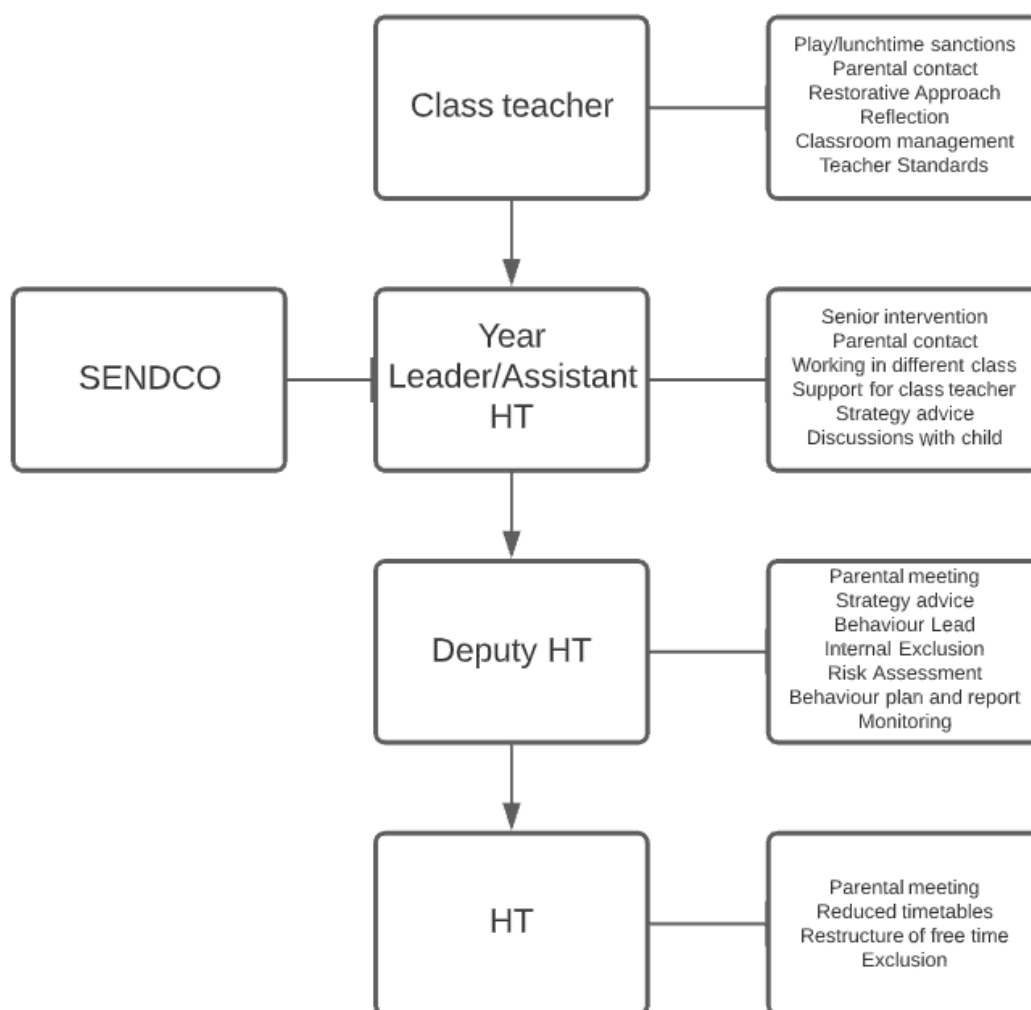 Class teacher
Play/lunchtime sanctions
Parental contact
Restorative Approach
Reflection
Classroom management
Teacher Standards
SENDCO
Year
Leader/Assistant
HT
Senior intervention
Parental contact
Working in different class
Support for class teacher
Strategy advice
Discussions with child
Deputy HT
Parental meeting
Strategy advice
Behaviour Lead
Internal Exclusion
Risk Assessment
Behaviour plan and report
Monitoring
HT
Parental meeting
Reduced timetables
Restructure of free time
Exclusion